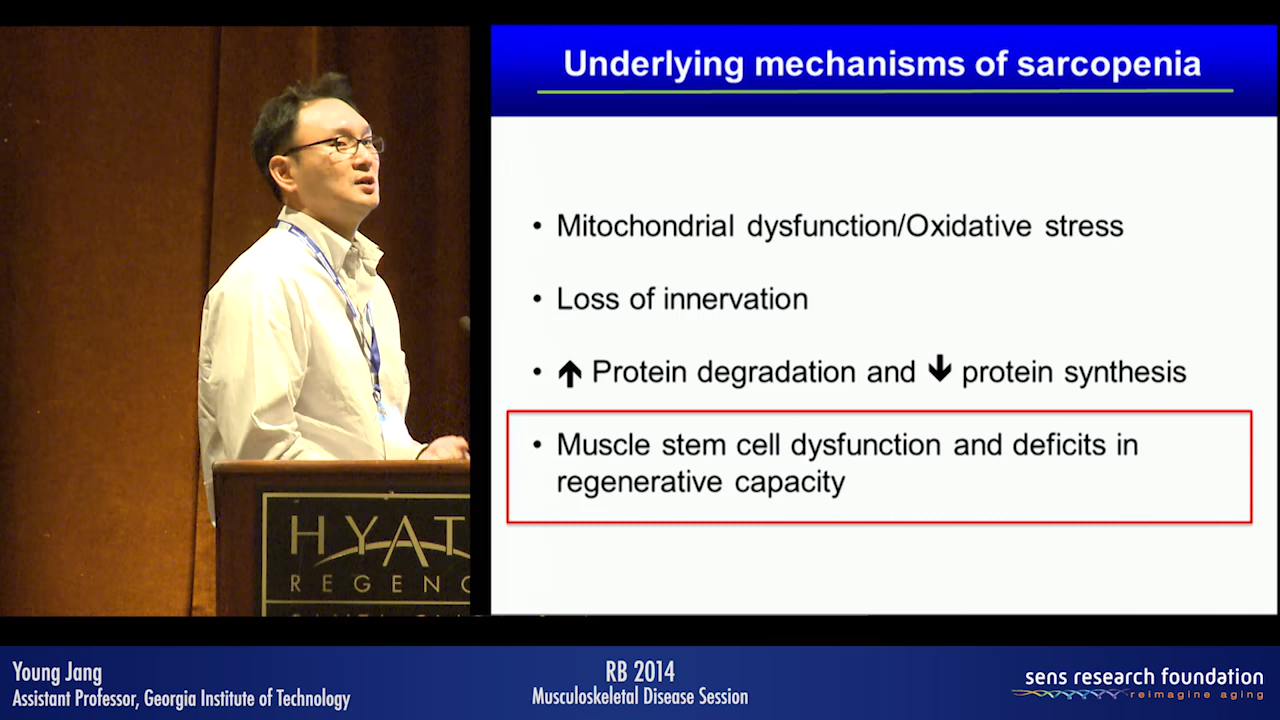 Underlying mechanisms of sarcopenia
• Mitochondrial dysfunction/Oxidative stress
• Loss of innervation
• ↑ Protein degradation and ↓ protein synthesis
• Muscle stem cell dysfunction and deficits in
regenerative capacity
HYAT
REGENC
Young Jang
Assistant Professor, Georgia Institute of Technology
RB 2014
Musculoskeletal Disease Session
sens research foundation
reimagine aging